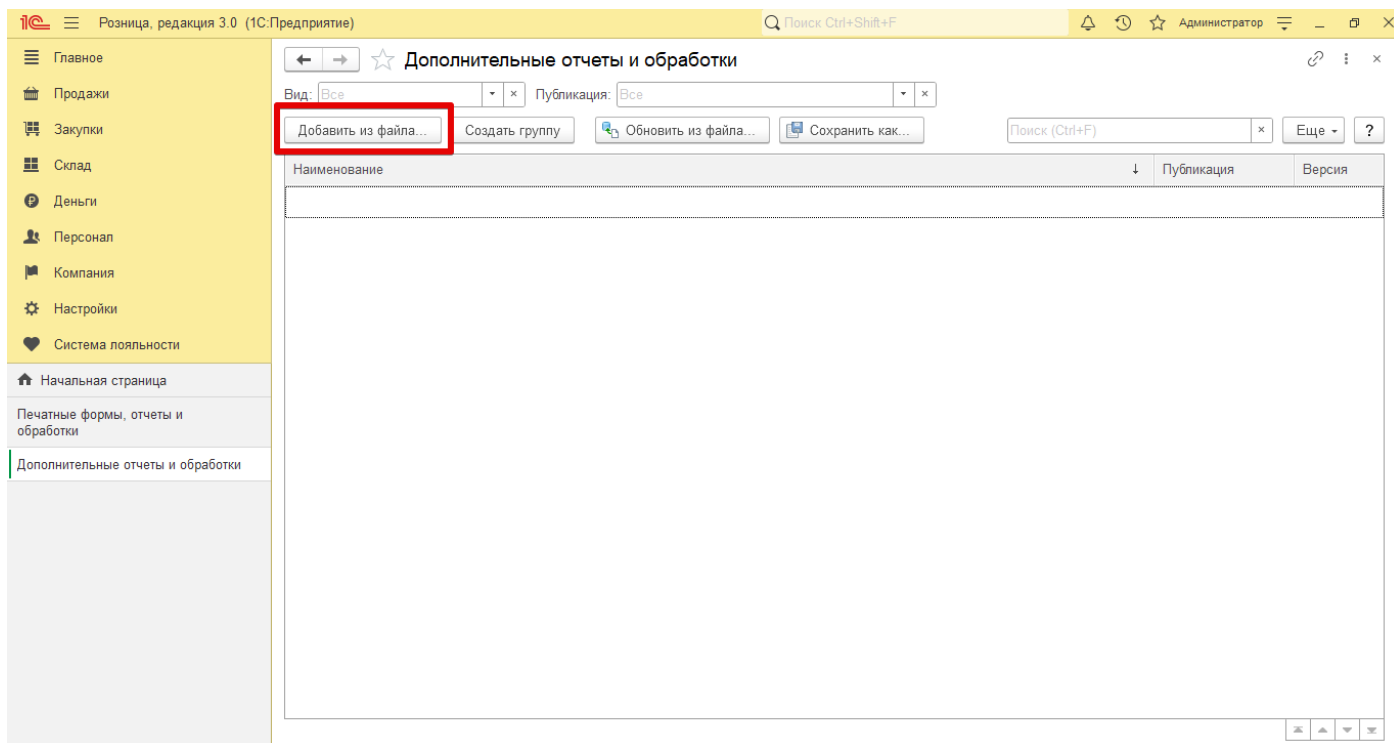 1С Розница, редакция 3.0 (1С:Предприятие) Поиск Ctrl+Shift+F Администратор
Главное
Продажи
Закупки
Склад
Деньги
Персонал
Компания
Настройки
Система лояльности
Начальная страница
Печатные формы, отчеты и
обработки
Дополнительные отчеты и обработки
Дополнительные отчеты и обработки
Вид: Все Публикация: Все
Добавить из файла... Создать группу Обновить из файла... Сохранить как... Поиск (Ctrl+F) Еще ?
Наименование Публикация Версия